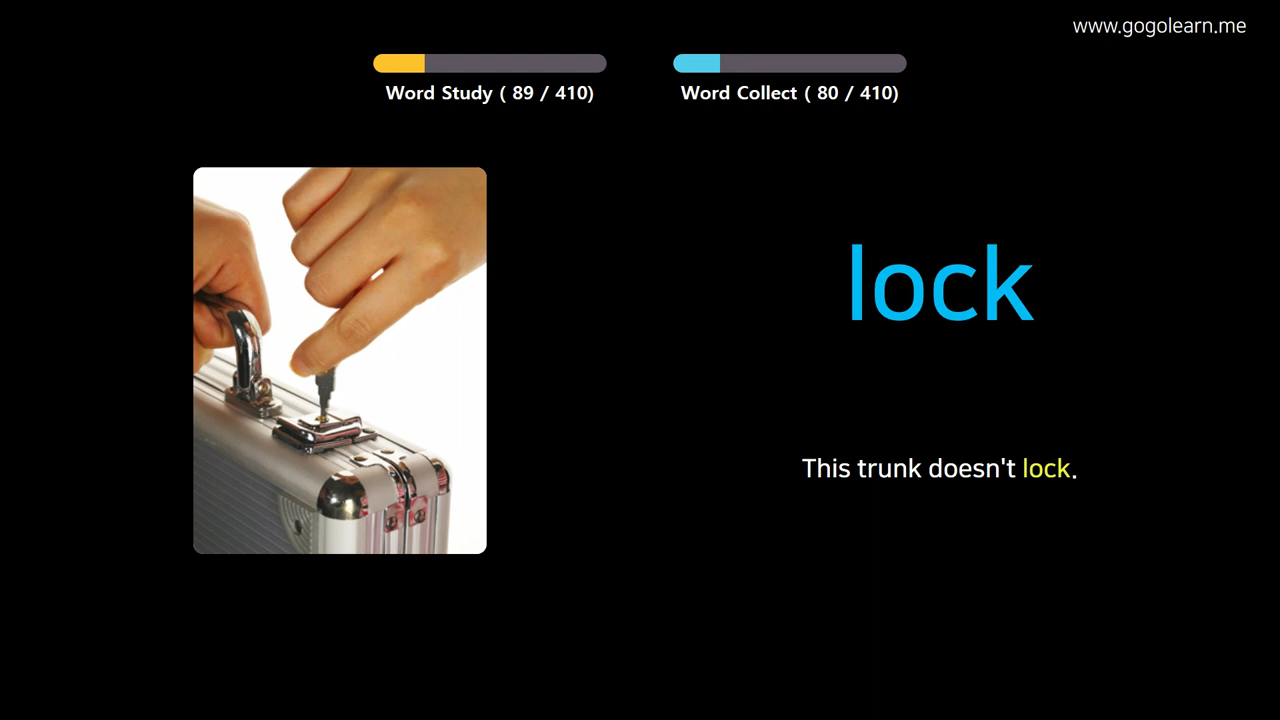 www.gogolearn.me
Word Study ( 89 / 410)
Word Collect ( 80 / 410)
lock
This trunk doesn't lock.